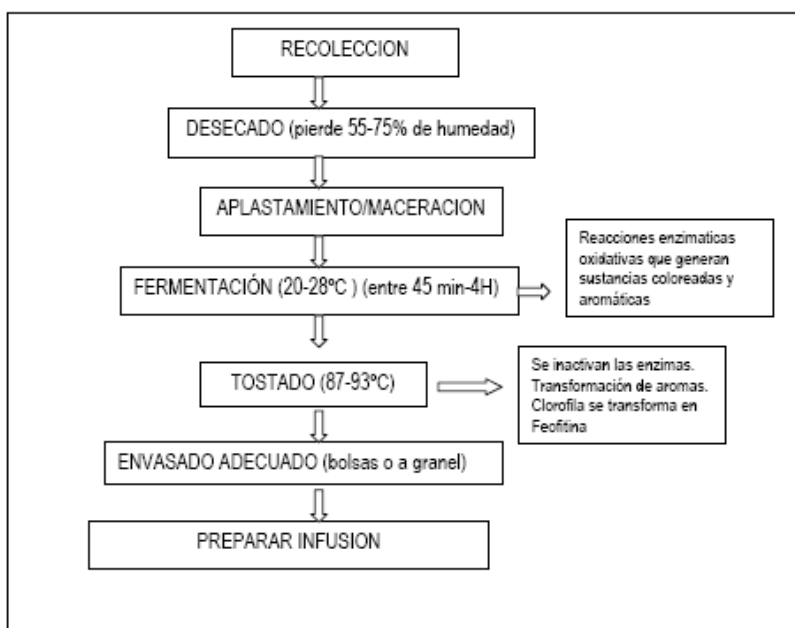 RECOLECCION
DESECADO (pierde 55-75% de humedad)
APLASTAMIENTO/MACERACION
FERMENTACIÓN (20-28ºC ) (entre 45 min-4H)
Reacciones enzimaticas
oxidativas que generan
sustancias coloreadas y
aromáticas
TOSTADO (87-93ºC)
Se inactivan las enzimas.
Transformación de aromas.
Clorofila se transforma en
Feofitina
ENVASADO ADECUADO (bolsas o a granel)
PREPARAR INFUSION